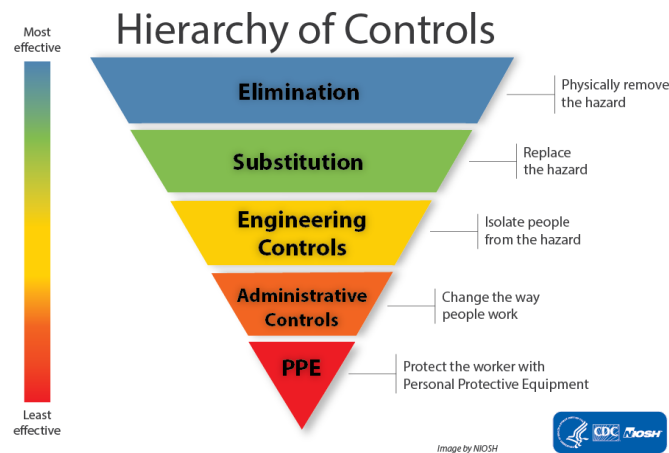 Hierarchy of Controls
Most
effective
Elimination
Physically remove
the hazard
Substitution
Replace
the hazard
Engineering
Controls
Isolate people
from the hazard
Administrative
Controls
Change the way
people work
PPE
Protect the worker with
Personal Protective Equipment
Least
effective
Image by NIOSH
CDC
NIOSH